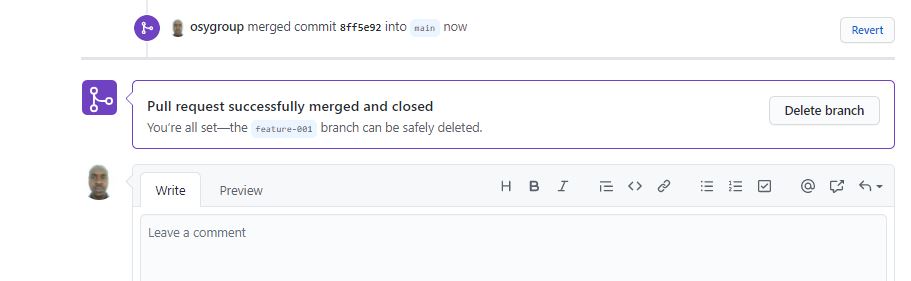 osygroup merged commit 8ff5e92 into main now
Revert
Pull request successfully merged and closed
You're all set—the feature-001 branch can be safely deleted.
Delete branch
Write Preview
Leave a comment